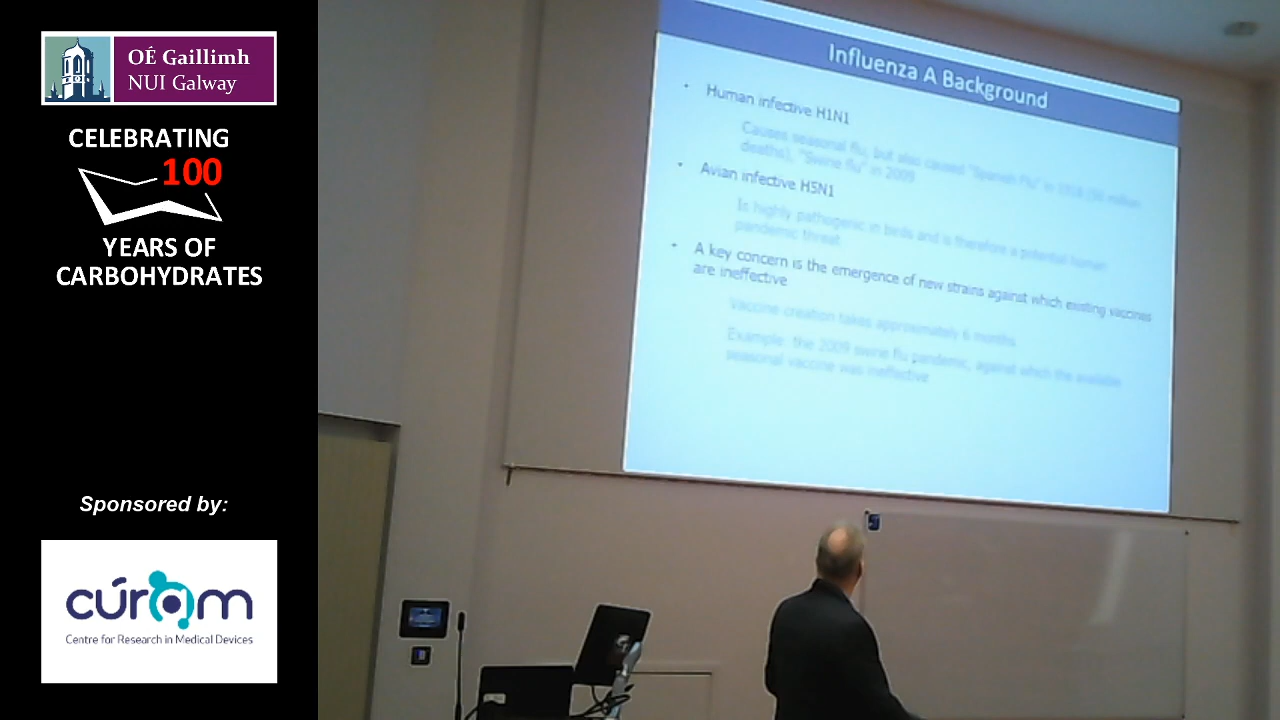 OÉ Gaillimh
NUI Galway
CELEBRATING
100
YEARS OF
CARBOHYDRATES
Sponsored by:
cúram
Centre for Research in Medical Devices
Influenza A Background
• Human infective H1N1
Causes seasonal flu, but also caused "Spanish Flu" in 1918 (50 million
deaths), "Swine flu" in 2009
• Avian infective H5N1
Is highly pathogenic in birds and is therefore a potential human
pandemic threat
• A key concern is the emergence of new strains against which existing vaccines
are ineffective
Vaccine creation takes approximately 6 months
Example: the 2009 swine flu pandemic, against which the available
seasonal vaccine was ineffective